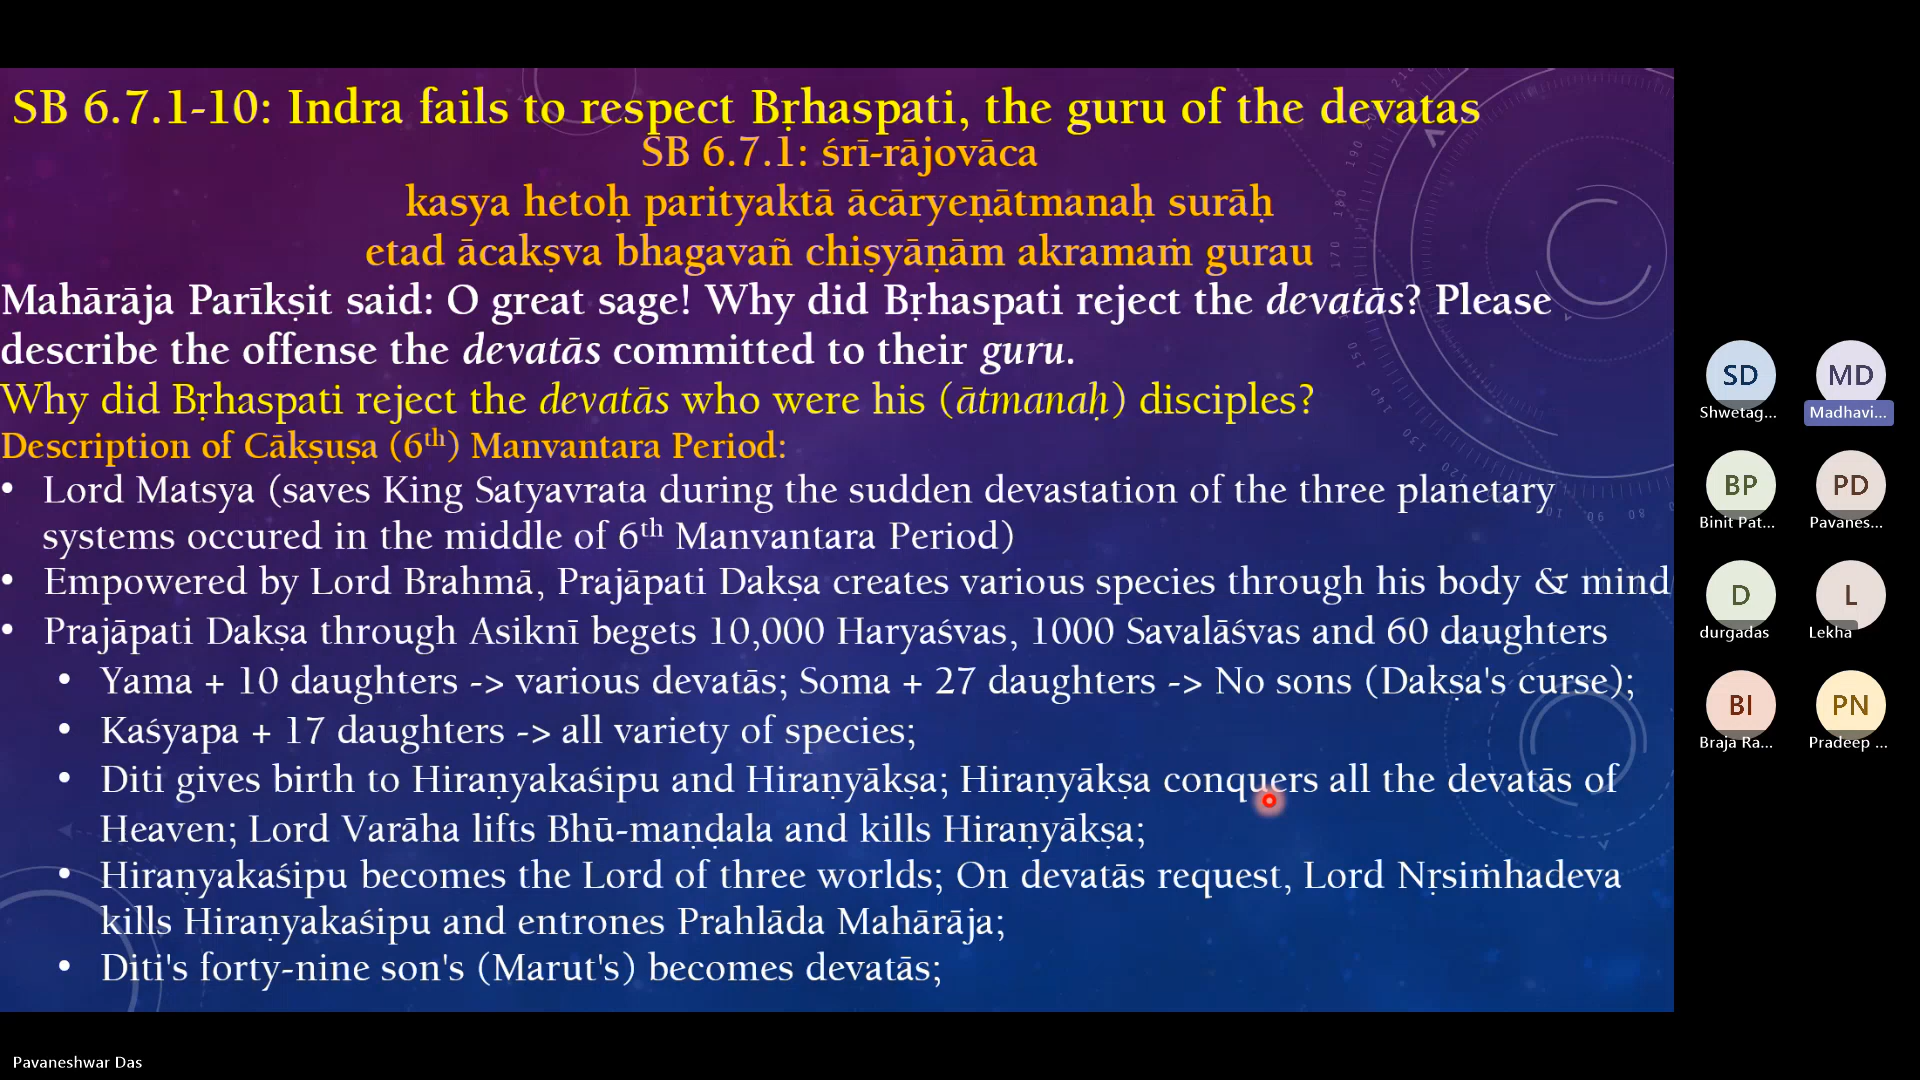 SB 6.7.1-10: Indra fails to respect Bṛhaspati, the guru of the devatas
SB 6.7.1: śrī-rājovāca
kasya hetoḥ parityaktā ācāryeṇātmanaḥ surāḥ
etad ācakṣva bhagavañ chiṣyāṇām akramaṁ gurau
Mahārāja Parīkṣit said: O great sage! Why did Bṛhaspati reject the devatās? Please
describe the offense the devatās committed to their guru.
Why did Bṛhaspati reject the devatās who were his (ātmanaḥ) disciples?
Description of Cākṣuṣa (6th) Manvantara Period:
• Lord Matsya (saves King Satyavrata during the sudden devastation of the three planetary
systems occured in the middle of 6th Manvantara Period)
• Empowered by Lord Brahmā, Prajāpati Dakṣa creates various species through his body & mind
• Prajāpati Dakṣa through Asiknī begets 10,000 Haryaśvas, 1000 Savalāśvas and 60 daughters
• Yama + 10 daughters -> various devatās; Soma + 27 daughters -> No sons (Dakṣa's curse);
• Kaśyapa + 17 daughters -> all variety of species;
• Diti gives birth to Hiraṇyakaśipu and Hiraṇyākṣa; Hiraṇyākṣa conquers all the devatās of
Heaven; Lord Varāha lifts Bhū-maṇḍala and kills Hiraṇyākṣa;
• Hiraṇyakaśipu becomes the Lord of three worlds; On devatās request, Lord Nṛsiṁhadeva
kills Hiraṇyakaśipu and entrones Prahlāda Mahārāja;
• Diti's forty-nine son's (Marut's) becomes devatās;
SD MD
Shwetag... Madhavi...
BP PD
Binit Pat... Pavanes...
D L
durgadas Lekha
BI PN
Braja Ra... Pradeep ...
Pavaneshwar Das